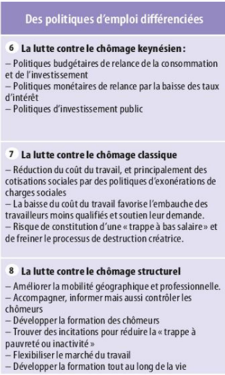 Des politiques d'emploi différenciées
6 La lutte contre le chômage keynésien :
– Politiques budgétaires de relance de la consommation
et de l'investissement
– Politiques monétaires de relance par la baisse des taux
d'intérêt
– Politiques d'investissement public
7 La lutte contre le chômage classique
– Réduction du coût du travail, et principalement des
cotisations sociales par des politiques d'exonérations de
charges sociales
– La baisse du coût du travail favorise l'embauche des
travailleurs moins qualifiés et soutien leur demande.
– Risque de constitution d'une « trappe à bas salaire » et
de freiner le processus de destruction créatrice.
8 La lutte contre le chômage structurel
– Améliorer la mobilité géographique et professionnelle.
– Accompagner, informer mais aussi contrôler les
chômeurs
– Développer la formation des chômeurs
– Trouver des incitations pour réduire la « trappe à
pauvreté ou inactivité »
– Flexibiliser le marché du travail
– Développer la formation tout au long de la vie